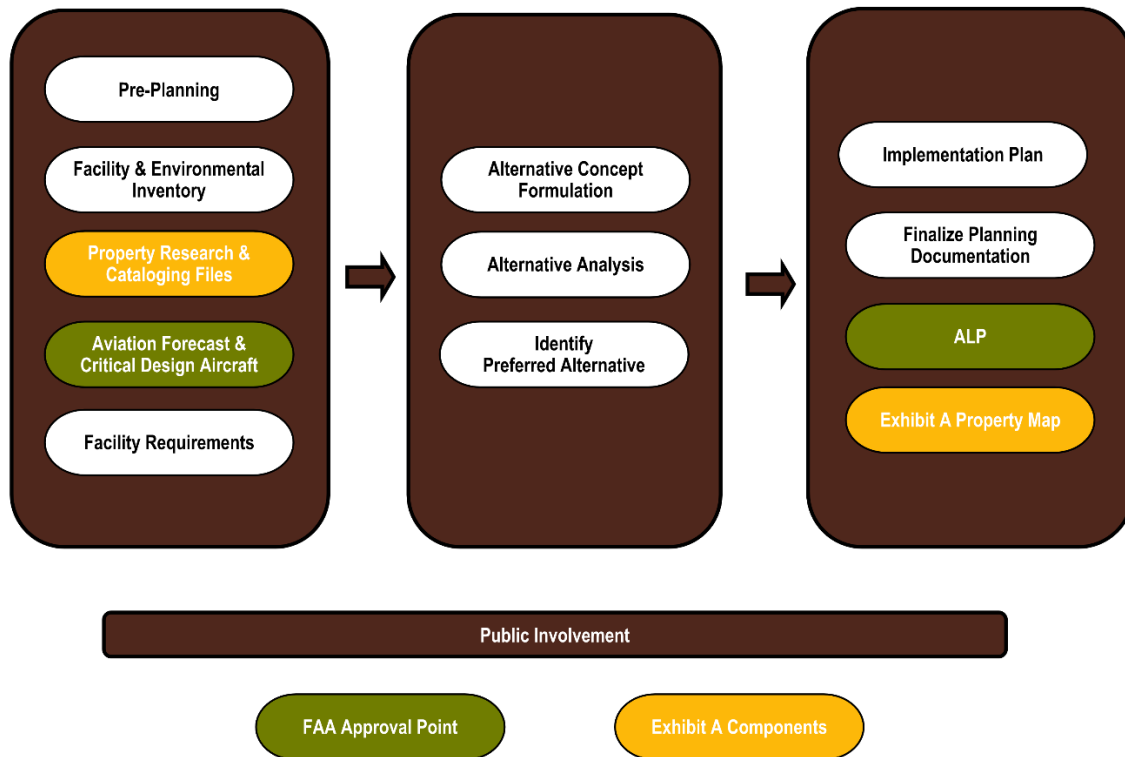 Pre-Planning
Facility & Environmental
Inventory
Property Research &
Cataloging Files
Aviation Forecast &
Critical Design Aircraft
Facility Requirements
Alternative Concept
Formulation
Alternative Analysis
Identify
Preferred Alternative
Implementation Plan
Finalize Planning
Documentation
ALP
Exhibit A Property Map
Public Involvement
FAA Approval Point
Exhibit A Components